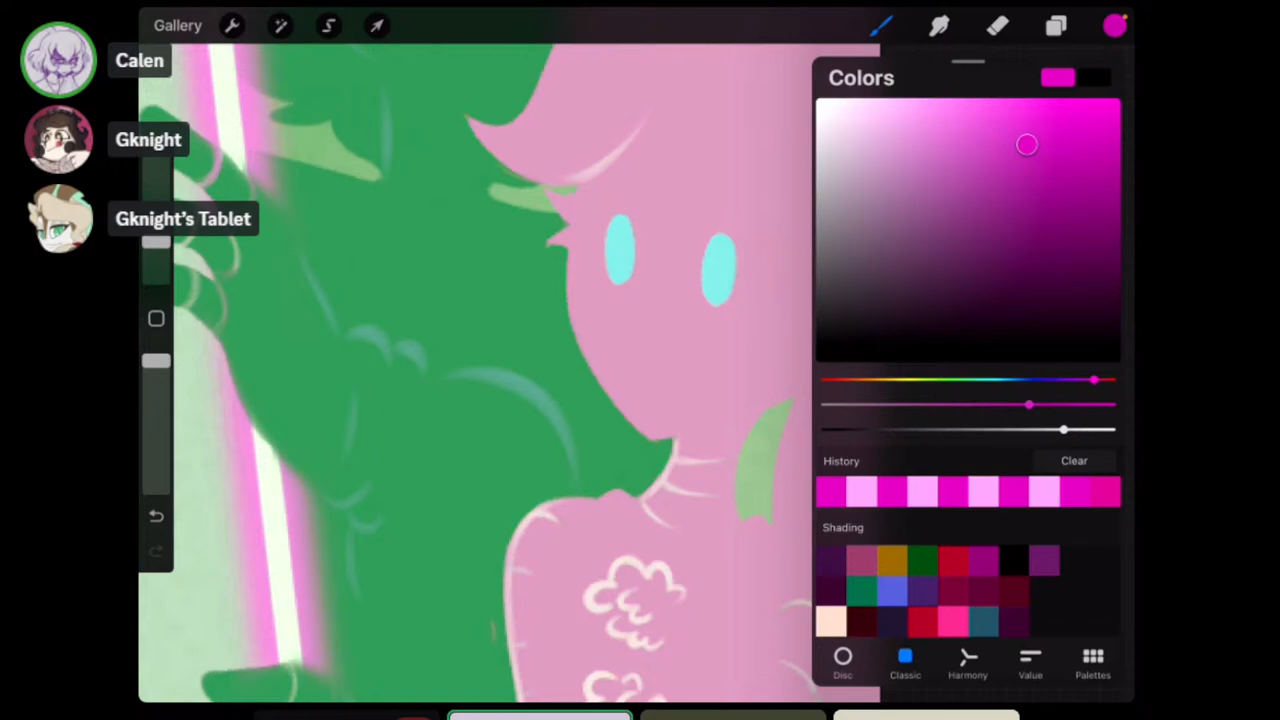 Calen
Gknight
Gknight's Tablet
Gallery
Colors
History
Clear
Shading
Disc
Classic
Harmony
Value
Palettes